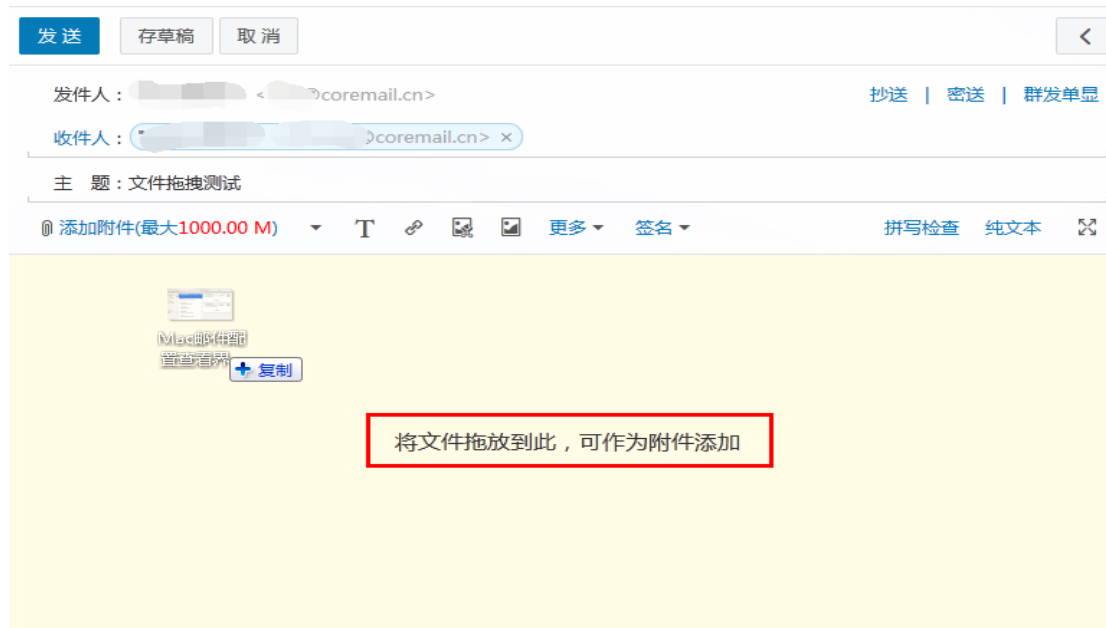 发 送 存草稿 取 消
发件人： < @coremail.cn> 抄送 | 密送 | 群发单显
收件人： " @coremail.cn> ×
主 题：文件拖拽测试
添加附件(最大1000.00 M) T 更多 签名 拼写检查 纯文本
Mac邮件配
置查看界
复制
将文件拖放到此，可作为附件添加